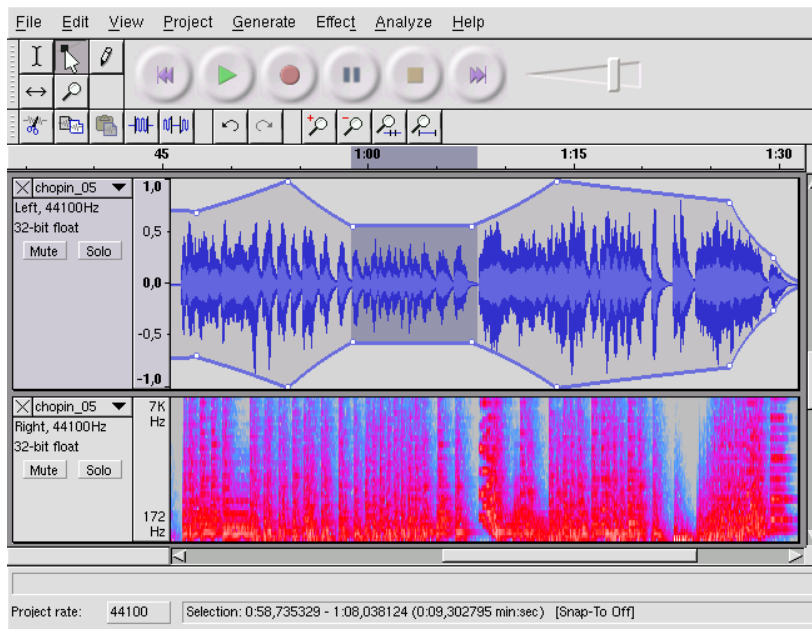 File Edit View Project Generate Effect Analyze Help
45 1:00 1:15 1:30
chopin_05
Left, 44100Hz
32-bit float
Mute Solo
1,0
0,5
0,0
-0,5
-1,0
chopin_05
Right, 44100Hz
32-bit float
Mute Solo
7K
Hz
172
Hz
Project rate: 44100 Selection: 0:58,735329 - 1:08,038124 (0:09,302795 min:sec) [Snap-To Off]